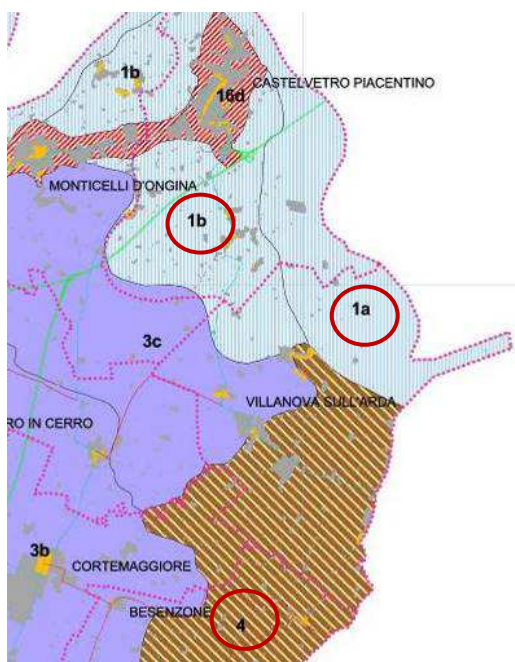 1b
CASTELVETRO PIACENTINO
16d
MONTICELLI D'ONGINA
1b
1a
3c
VILLANOVA SULL'ARDA
RO IN CERRO
3b
CORTEMAGGIORE
BESENZONE
4